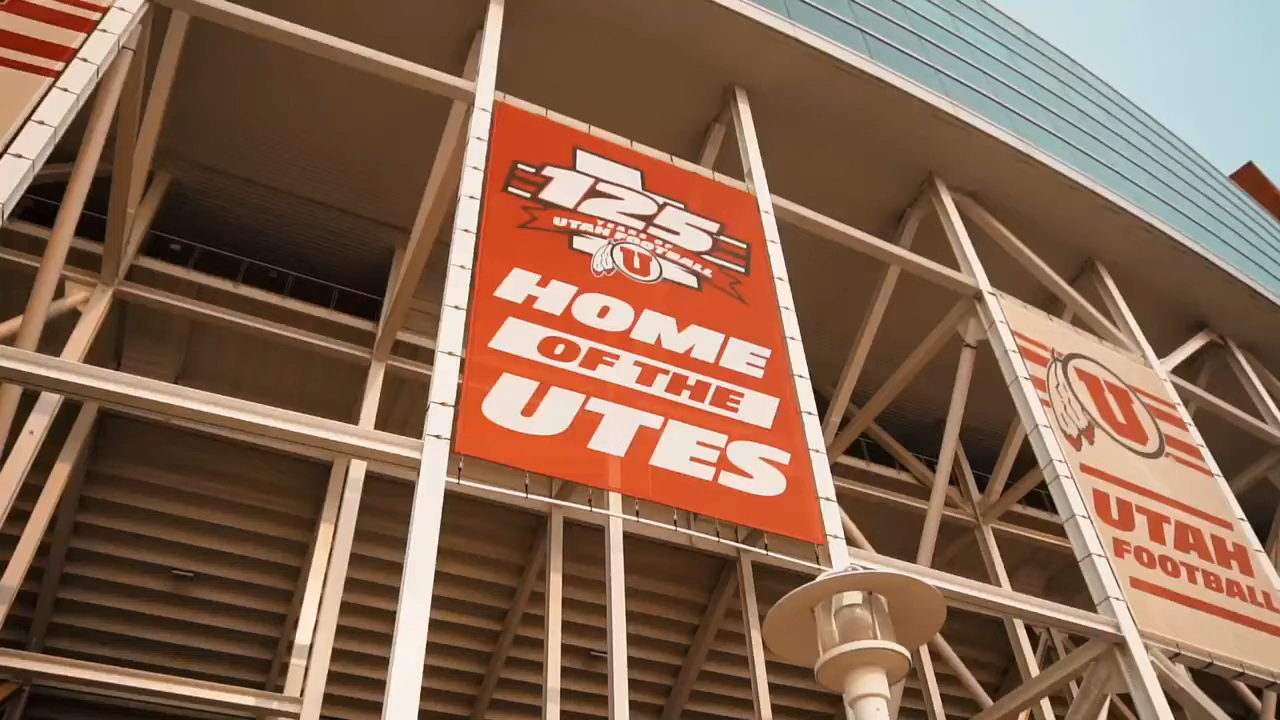 125
YEARS OF
UTAH FOOTBALL
U
HOME
OF THE
UTES
U
UTAH
FOOTBALL